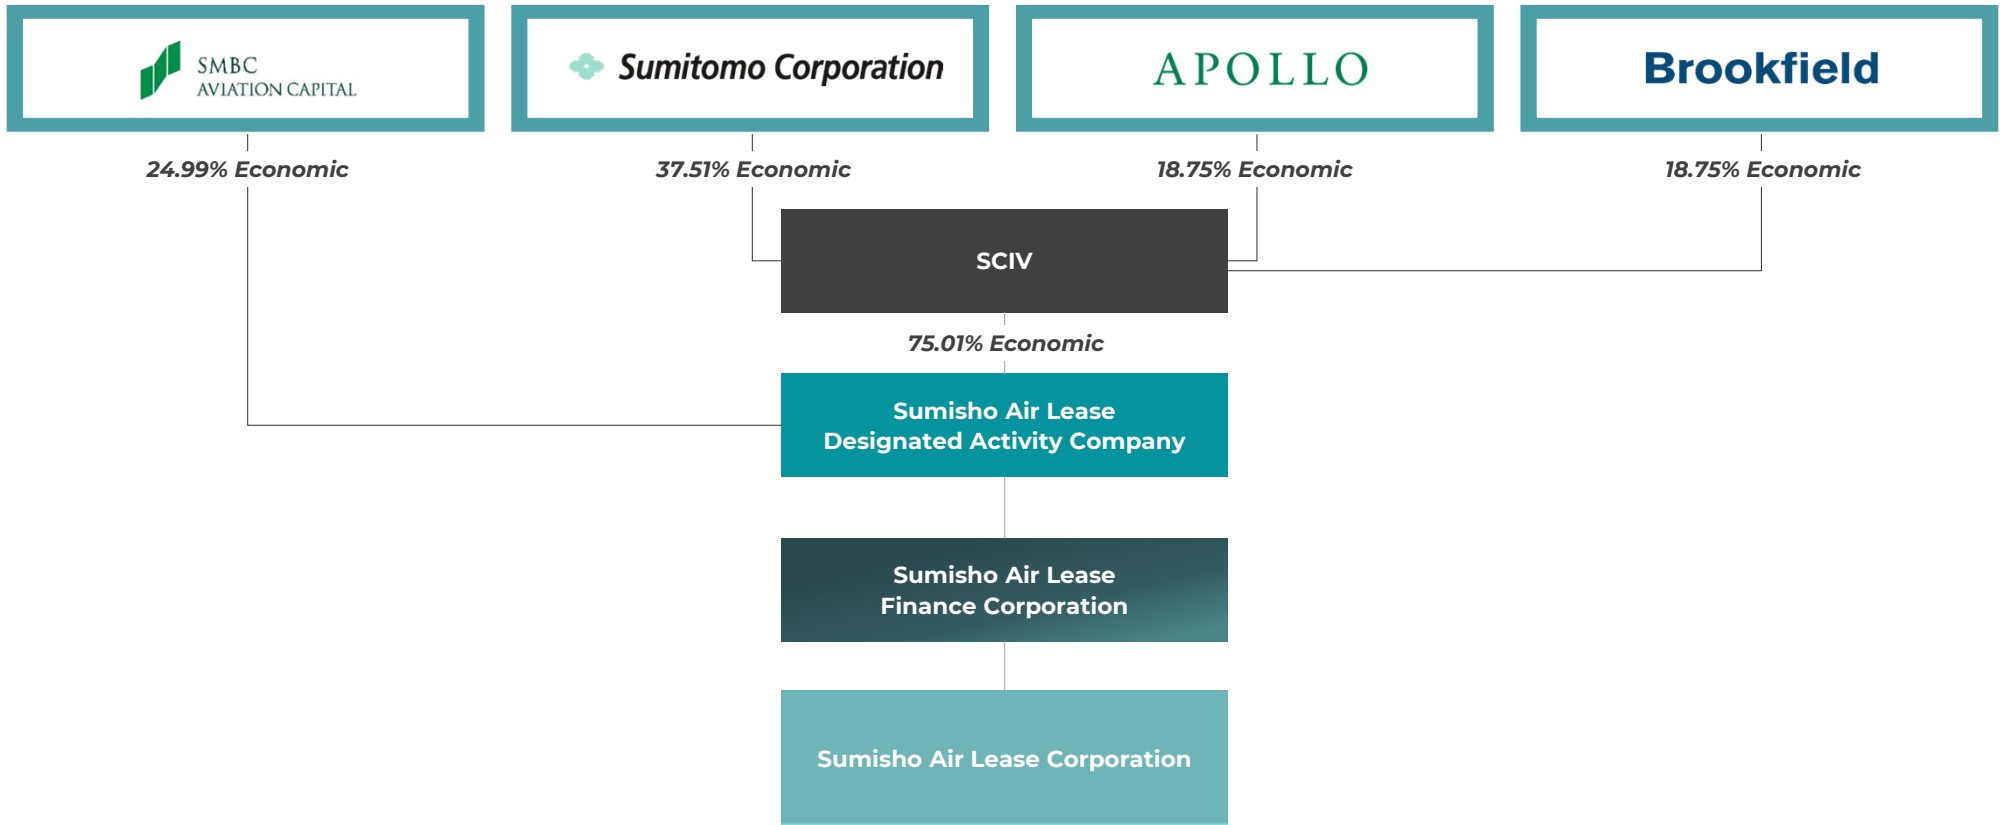 SMBC
AVIATION CAPITAL
Sumitomo Corporation
APOLLO
Brookfield
24.99% Economic
37.51% Economic
18.75% Economic
18.75% Economic
SCIV
75.01% Economic
Sumisho Air Lease
Designated Activity Company
Sumisho Air Lease
Finance Corporation
Sumisho Air Lease Corporation